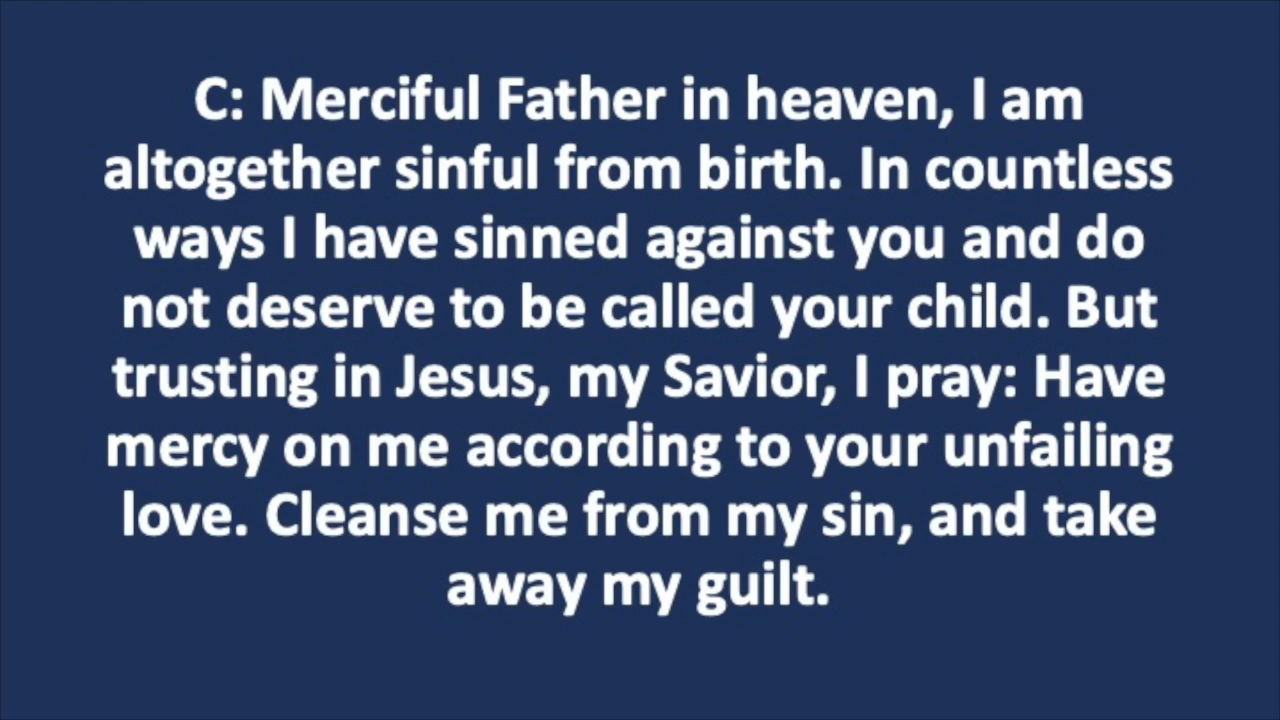 C: Merciful Father in heaven, I am
altogether sinful from birth. In countless
ways I have sinned against you and do
not deserve to be called your child. But
trusting in Jesus, my Savior, I pray: Have
mercy on me according to your unfailing
love. Cleanse me from my sin, and take
away my guilt.